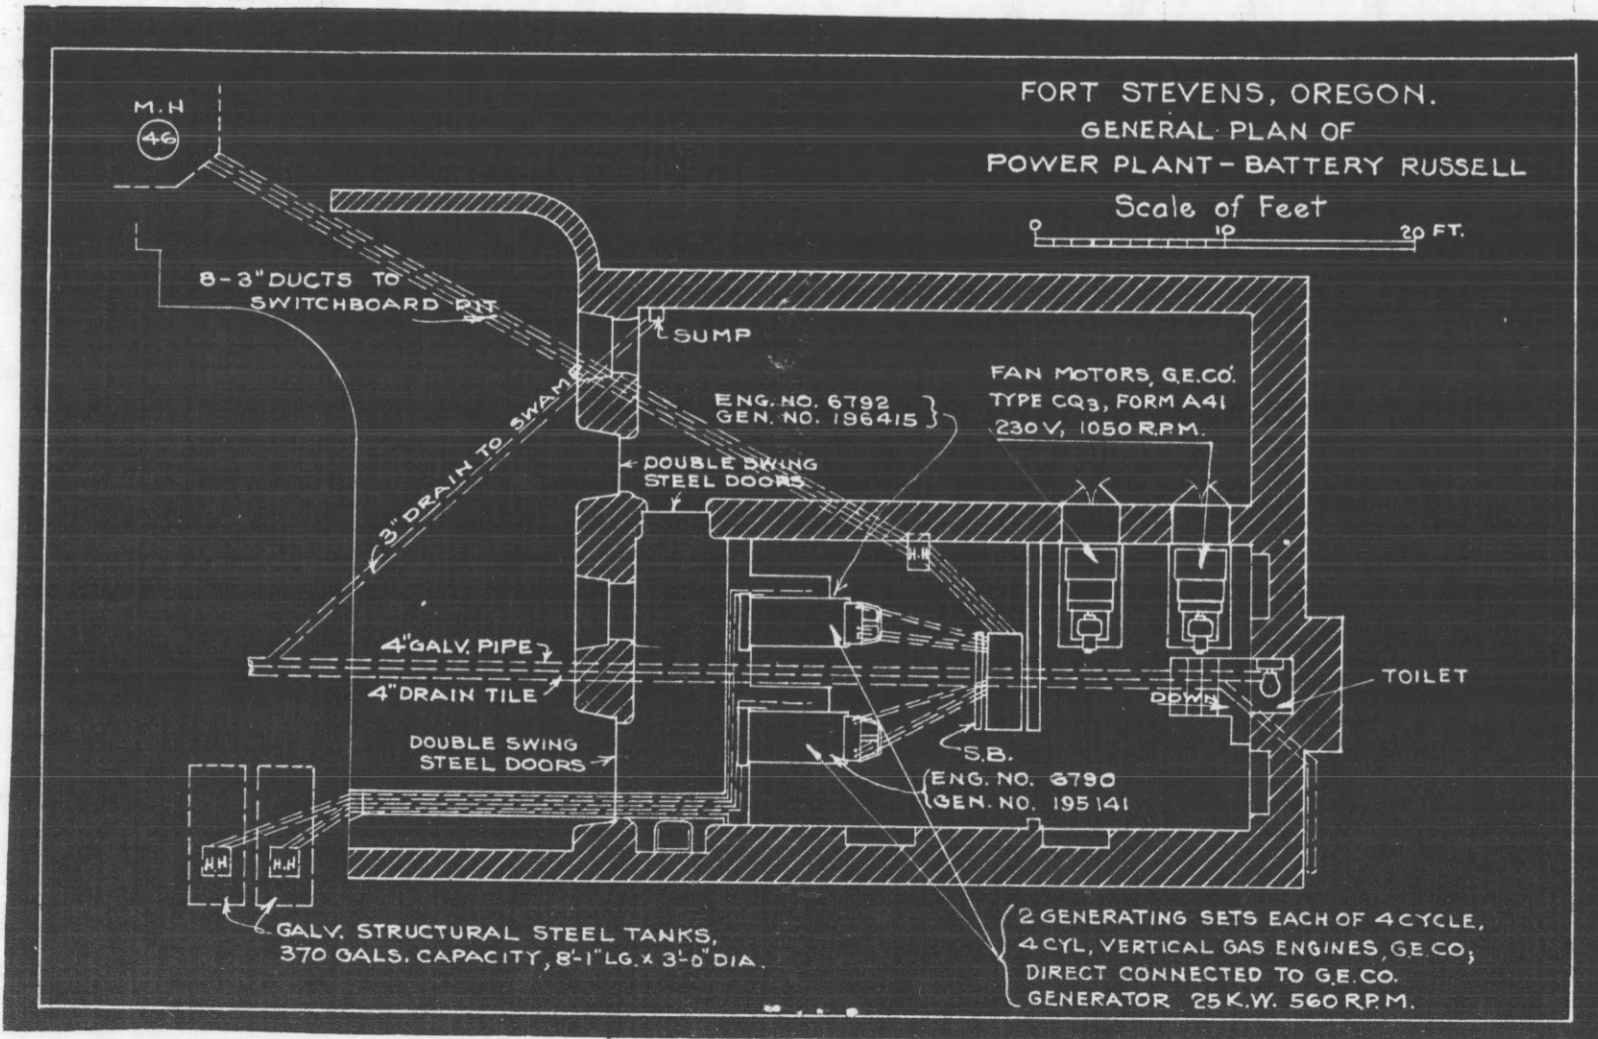 FORT STEVENS, OREGON.
GENERAL PLAN OF
POWER PLANT - BATTERY RUSSELL
Scale of Feet
0 10 20 FT.
M.H
46
8-3" DUCTS TO
SWITCHBOARD PIT
SUMP
3" DRAIN TO SWAMP
ENG. NO. 6792
GEN. NO. 196415
FAN MOTORS, G.E.CO.
TYPE CQ3, FORM A41
230 V, 1050 R.P.M.
DOUBLE SWING
STEEL DOORS
H.H
4" GALV. PIPE
4" DRAIN TILE
DOWN
TOILET
DOUBLE SWING
STEEL DOORS
S.B.
ENG. NO. 6790
GEN. NO. 195141
H.H
H.H
GALV. STRUCTURAL STEEL TANKS,
370 GALS. CAPACITY, 8'-1" LG. x 3'-0" DIA.
2 GENERATING SETS EACH OF 4 CYCLE,
4 CYL, VERTICAL GAS ENGINES, G.E.CO;
DIRECT CONNECTED TO G.E.CO.
GENERATOR 25 K.W. 560 R.P.M.